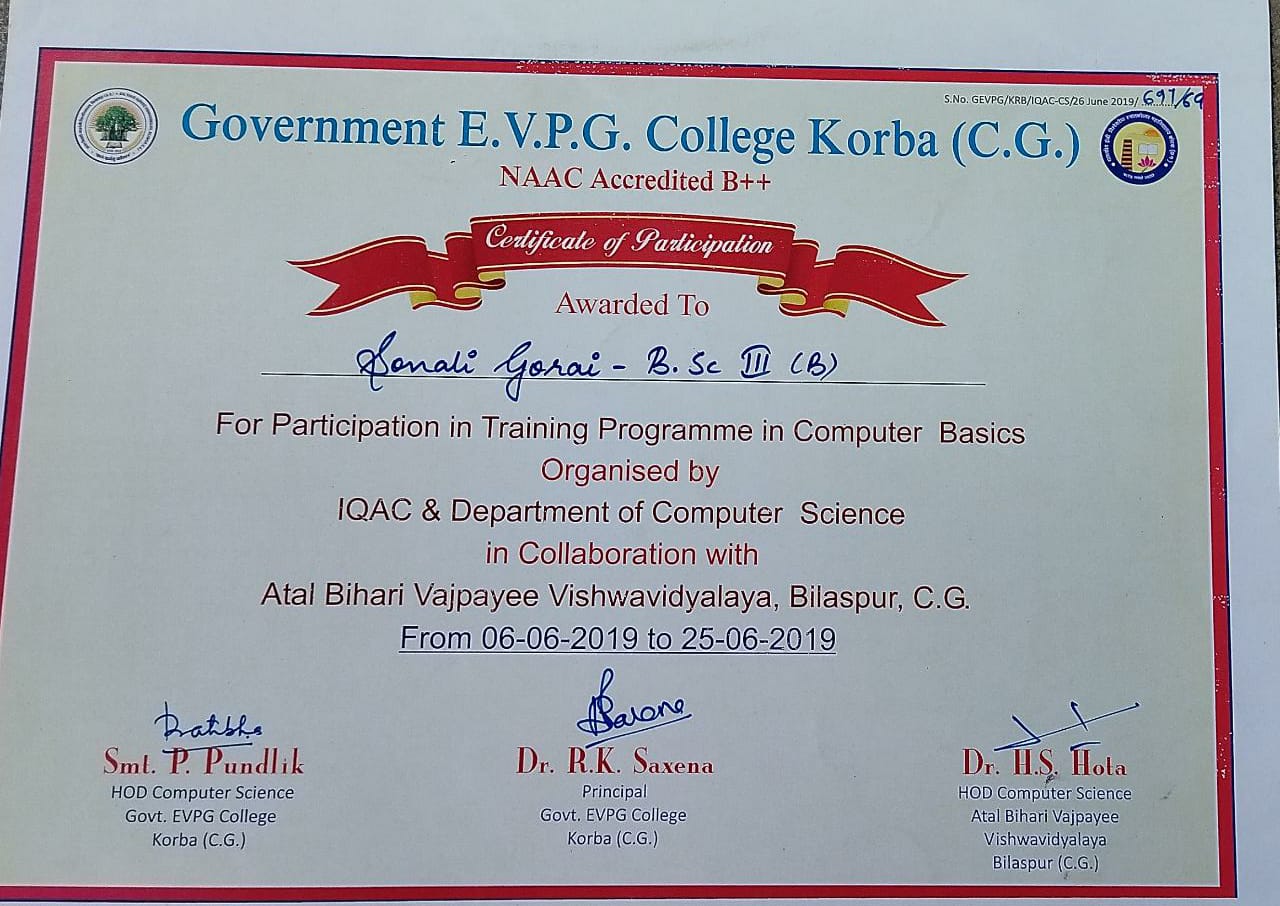 S.No. GEVPG/KRB/IQAC-CS/26 June 2019/ 697/69
Government E.V.P.G. College Korba (C.G.)
NAAC Accredited B++
Certificate of Participation
Awarded To
Sonali Gorai - B.Sc III (B)
For Participation in Training Programme in Computer Basics
Organised by
IQAC & Department of Computer Science
in Collaboration with
Atal Bihari Vajpayee Vishwavidyalaya, Bilaspur, C.G.
From 06-06-2019 to 25-06-2019
Pratibha
Smt. P. Pundlik
HOD Computer Science
Govt. EVPG College
Korba (C.G.)
Dr. R.K. Saxena
Principal
Govt. EVPG College
Korba (C.G.)
Dr. H.S. Hota
HOD Computer Science
Atal Bihari Vajpayee
Vishwavidyalaya
Bilaspur (C.G.)